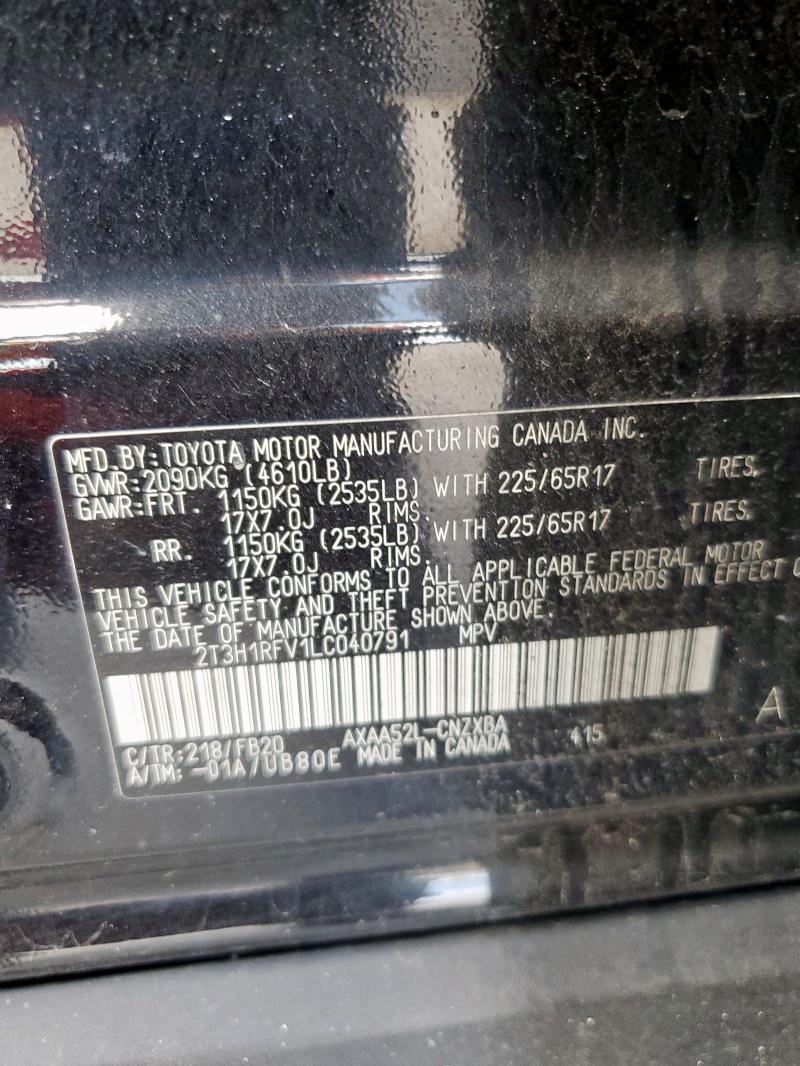 MFD. BY: TOYOTA MOTOR MANUFACTURING CANADA INC.
GVWR: 2090KG (4610LB)
GAWR: FRT. 1150KG (2535LB) WITH 225/65R17 TIRES,
17X7.0J RIMS.
RR. 1150KG (2535LB) WITH 225/65R17 TIRES,
17X7.0J RIMS.
THIS VEHICLE CONFORMS TO ALL APPLICABLE FEDERAL MOTOR
VEHICLE SAFETY AND THEFT PREVENTION STANDARDS IN EFFECT
THE DATE OF MANUFACTURE SHOWN ABOVE.
2T3H1RFV1LC040791 MPV
C/TR: 218/FB20 AXAA52L-CNZXBA 415
A/TM: -01A/UB80E MADE IN CANADA
A